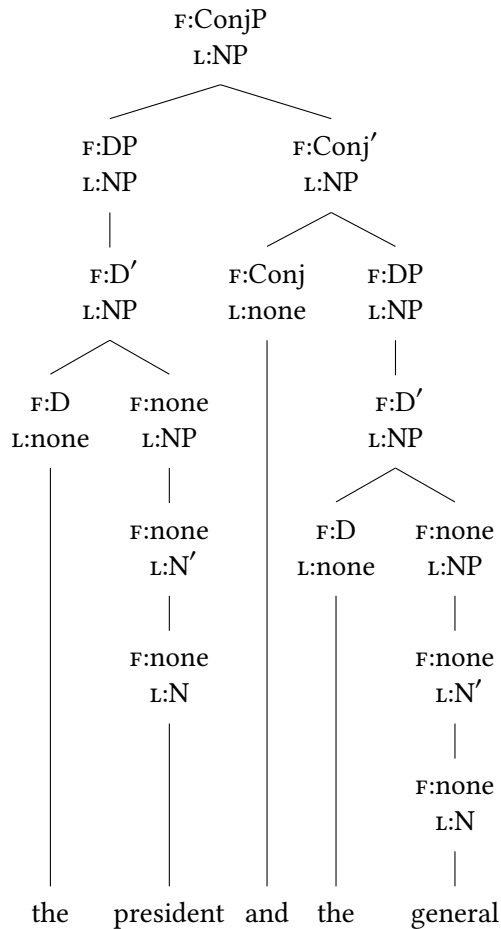 F:ConjP
L:NP
F:DP F:Conj′
L:NP L:NP
F:D′ F:Conj F:DP
L:NP L:none L:NP
F:D F:none F:D′
L:none L:NP L:NP
F:none F:D F:none
L:N′ L:none L:NP
F:none F:none
L:N L:N′
F:none
L:N
the president and the general